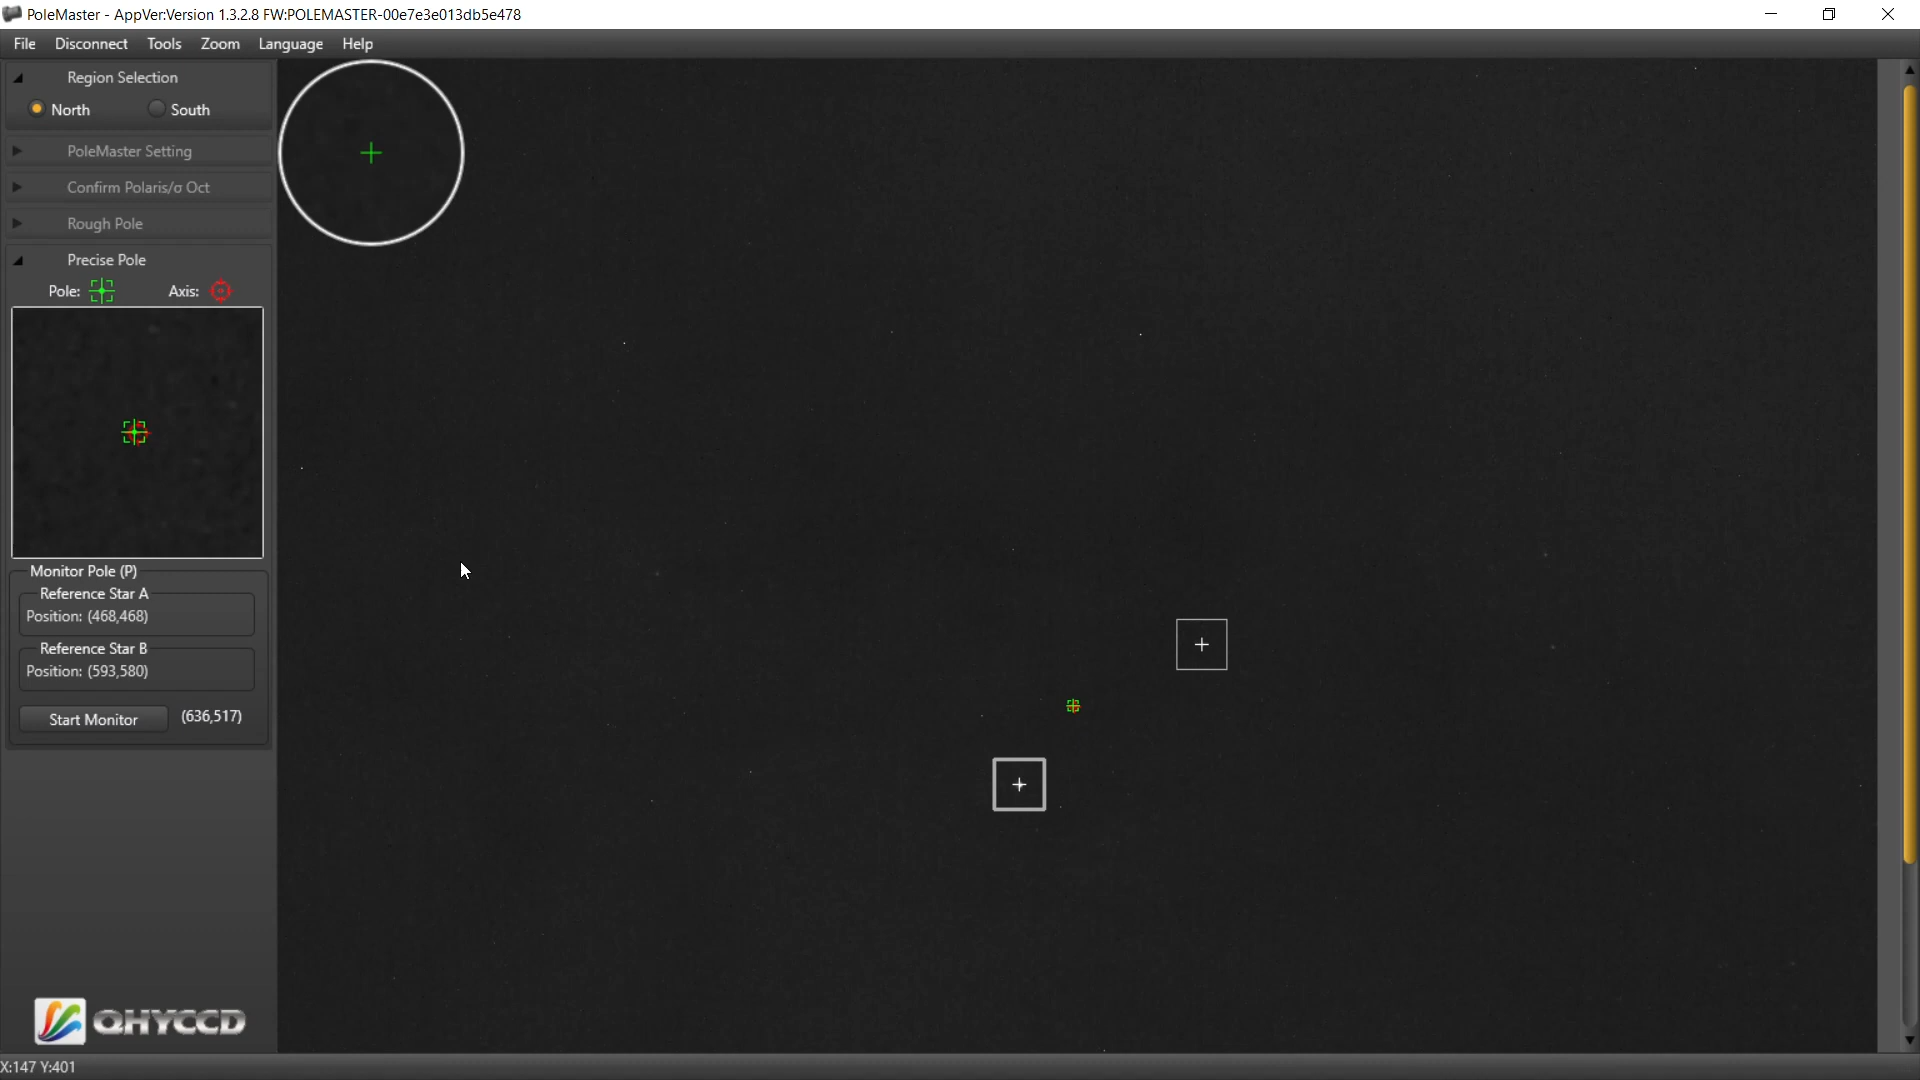 PoleMaster - AppVer:Version 1.3.2.8 FW:POLEMASTER-00e7e3e013db5e478
File Disconnect Tools Zoom Language Help
Region Selection
North South
PoleMaster Setting
Confirm Polaris/σ Oct
Rough Pole
Precise Pole
Pole: Axis:
Monitor Pole (P)
Reference Star A
Position: (468,468)
Reference Star B
Position: (593,580)
Start Monitor (636,517)
QHYCCD
X:147 Y:401